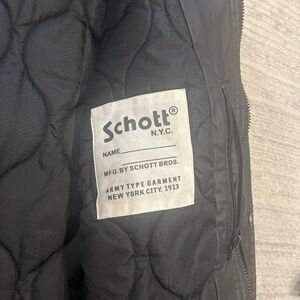 Schott®
N.Y.C.
NAME
MFG.BY SCHOTT BROS.
ARMY TYPE GARMENT
NEW YORK CITY, 1913